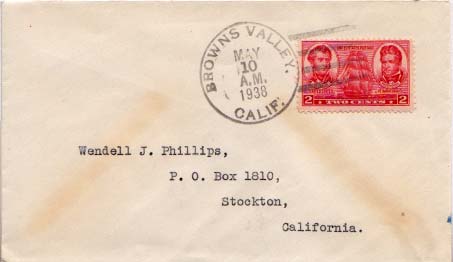 BROWNS VALLEY.
MAY
10
A.M.
1938
CALIF.
2 TWO CENTS 2
Wendell J. Phillips,
P. O. Box 1810,
Stockton,
California.